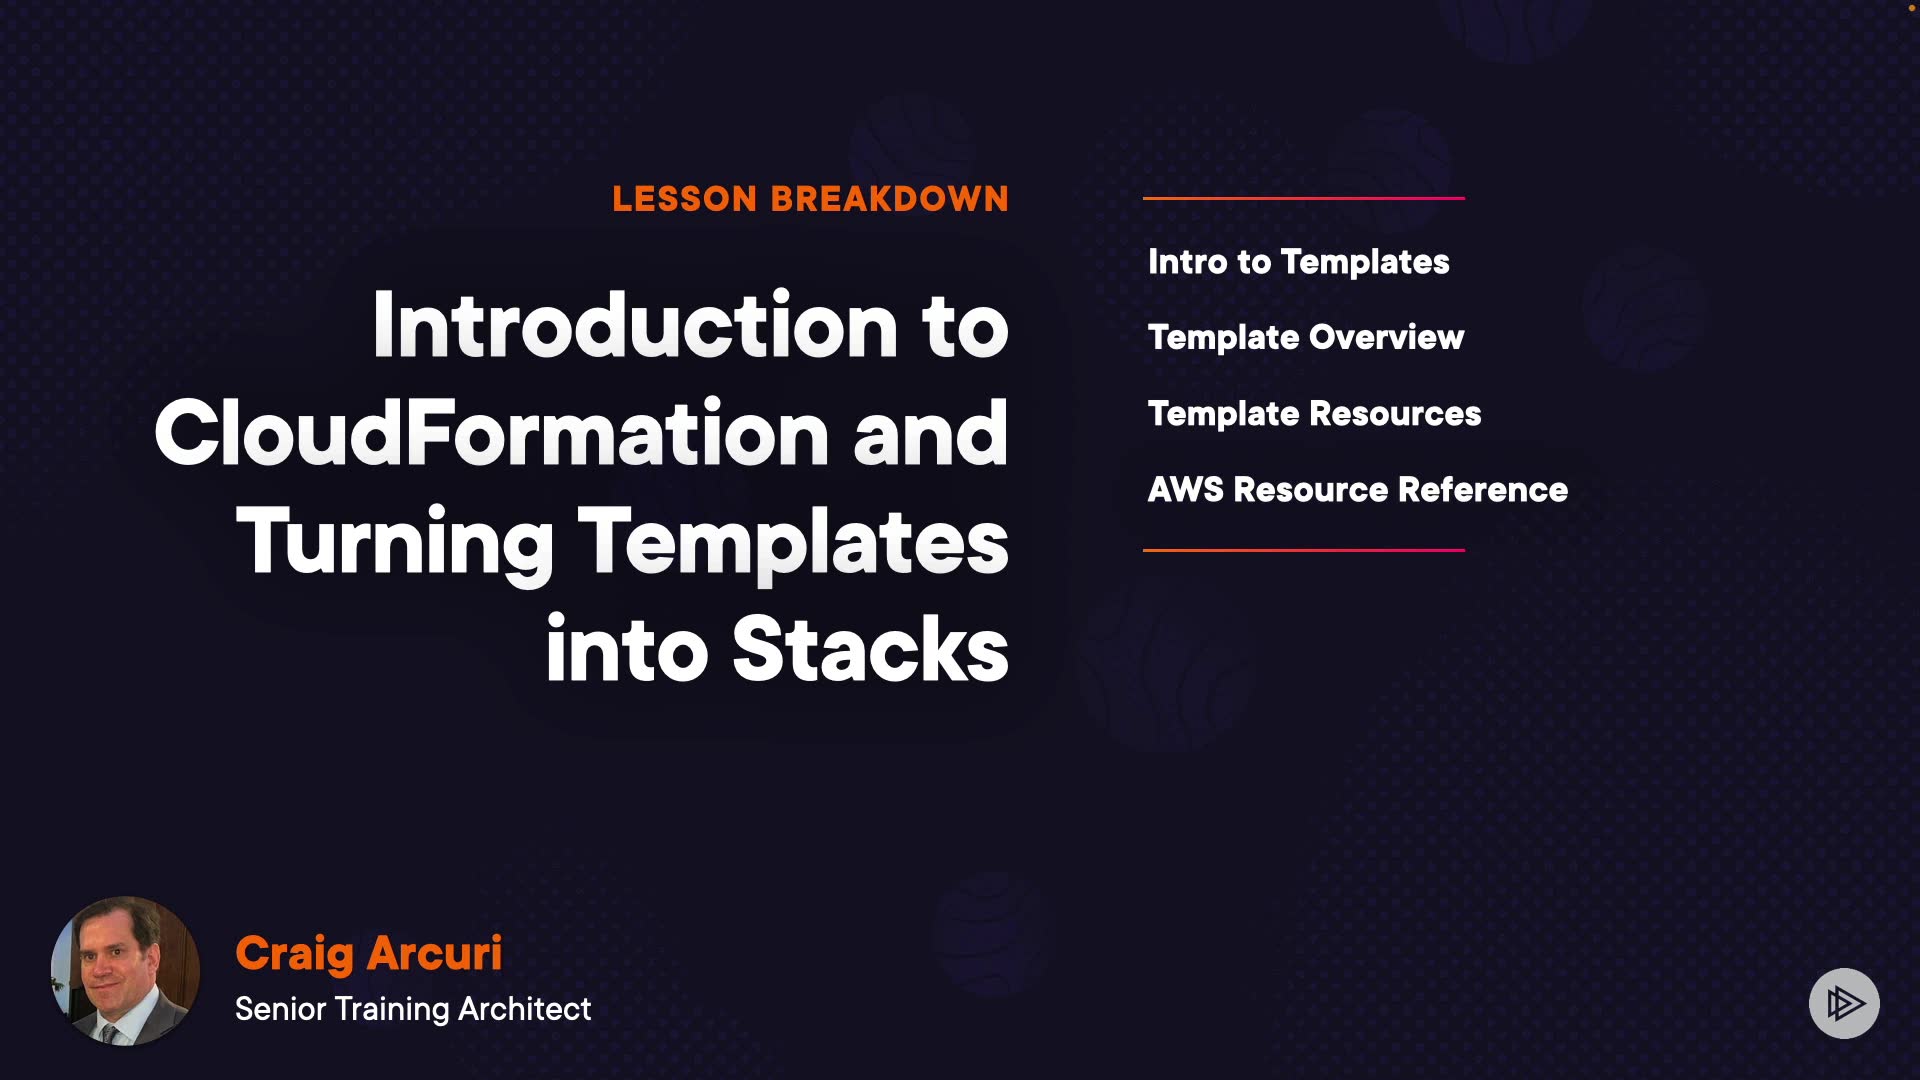 LESSON BREAKDOWN
Introduction to
CloudFormation and
Turning Templates
into Stacks
Intro to Templates
Template Overview
Template Resources
AWS Resource Reference
Craig Arcuri
Senior Training Architect